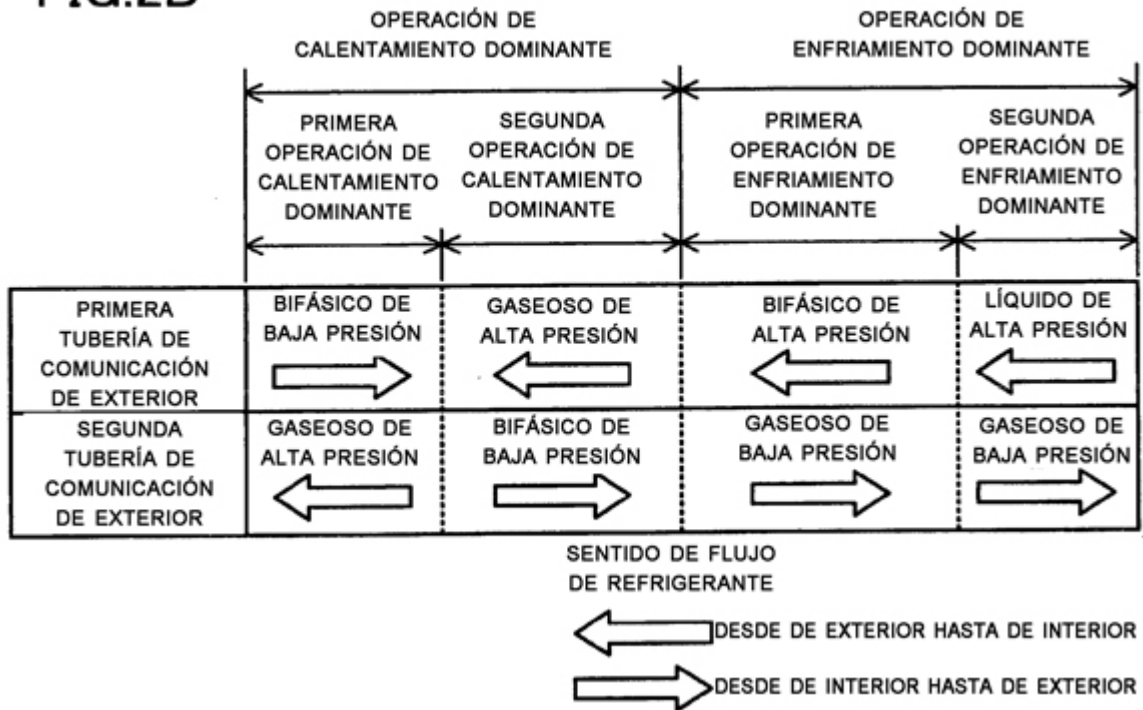 FIG.2B
OPERACIÓN DE
CALENTAMIENTO DOMINANTE
OPERACIÓN DE
ENFRIAMIENTO DOMINANTE
PRIMERA
OPERACIÓN DE
CALENTAMIENTO
DOMINANTE
SEGUNDA
OPERACIÓN DE
CALENTAMIENTO
DOMINANTE
PRIMERA
OPERACIÓN DE
ENFRIAMIENTO
DOMINANTE
SEGUNDA
OPERACIÓN DE
ENFRIAMIENTO
DOMINANTE
PRIMERA
TUBERÍA DE
COMUNICACIÓN
DE EXTERIOR
BIFÁSICO DE
BAJA PRESIÓN
GASEOSO DE
ALTA PRESIÓN
BIFÁSICO DE
ALTA PRESIÓN
LÍQUIDO DE
ALTA PRESIÓN
SEGUNDA
TUBERÍA DE
COMUNICACIÓN
DE EXTERIOR
GASEOSO DE
ALTA PRESIÓN
BIFÁSICO DE
BAJA PRESIÓN
GASEOSO DE
BAJA PRESIÓN
GASEOSO DE
BAJA PRESIÓN
SENTIDO DE FLUJO
DE REFRIGERANTE
DESDE DE EXTERIOR HASTA DE INTERIOR
DESDE DE INTERIOR HASTA DE EXTERIOR